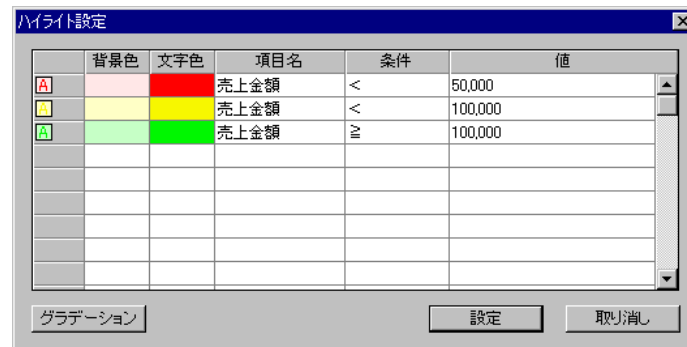 ハイライト設定
背景色 文字色 項目名 条件 値
A 売上金額 < 50,000
A 売上金額 < 100,000
A 売上金額 ≧ 100,000
グラデーション 設定 取り消し